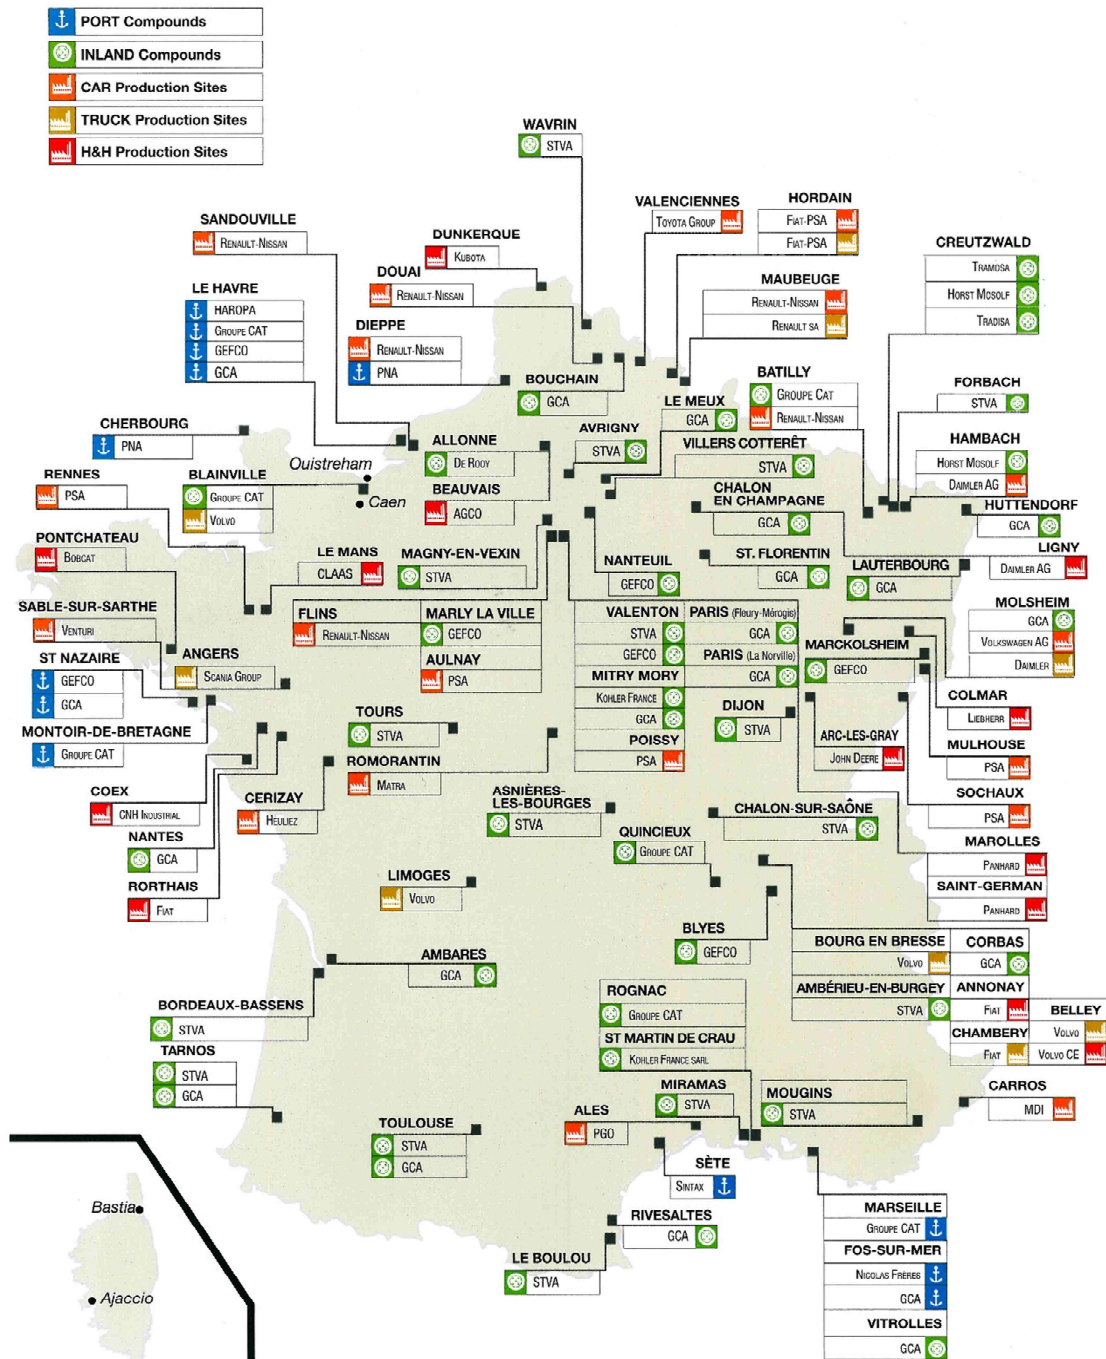 PORT Compounds
INLAND Compounds
CAR Production Sites
TRUCK Production Sites
H&H Production Sites
WAVRIN
STVA
VALENCIENNES
TOYOTA GROUP
HORDAIN
FIAT-PSA
FIAT-PSA
SANDOUVILLE
RENAULT-NISSAN
DUNKERQUE
KUBOTA
CREUTZWALD
TRAMOSA
HORST MOSOLF
TRADISA
DOUAI
RENAULT-NISSAN
MAUBEUGE
RENAULT-NISSAN
RENAULT SA
LE HAVRE
HAROPA
GROUPE CAT
GEFCO
GCA
DIEPPE
RENAULT-NISSAN
PNA
BOUCHAIN
GCA
BATILLY
GROUPE CAT
RENAULT-NISSAN
FORBACH
STVA
LE MEUX
GCA
CHERBOURG
PNA
ALLONNE
DE ROOY
AVRIGNY
STVA
VILLERS COTTERÊT
STVA
HAMBACH
HORST MOSOLF
DAIMLER AG
Ouistreham
Caen
RENNES
PSA
BLAINVILLE
GROUPE CAT
VOLVO
BEAUVAIS
AGCO
CHALON
EN CHAMPAGNE
GCA
HUTTENDORF
GCA
PONTCHATEAU
BOBCAT
LE MANS
CLAAS
MAGNY-EN-VEXIN
STVA
NANTEUIL
GEFCO
ST. FLORENTIN
GCA
LAUTERBOURG
GCA
LIGNY
DAIMLER AG
SABLE-SUR-SARTHE
VENTURI
FLINS
RENAULT-NISSAN
MARLY LA VILLE
GEFCO
AULNAY
PSA
VALENTON
STVA
GEFCO
PARIS (Fleury-Mérogis)
GCA
PARIS (La Norville)
GCA
MOLSHEIM
GCA
VOLKSWAGEN AG
DAIMLER
MARCKOLSHEIM
GEFCO
ST NAZAIRE
GEFCO
GCA
ANGERS
SCANIA GROUP
MITRY MORY
KOHLER FRANCE
GCA
POISSY
PSA
DIJON
STVA
COLMAR
LIEBHERR
MONTOIR-DE-BRETAGNE
GROUPE CAT
TOURS
STVA
ARC-LES-GRAY
JOHN DEERE
MULHOUSE
PSA
ROMORANTIN
MATRA
COEX
CNH INDUSTRIAL
CERIZAY
HEULIEZ
ASNIÈRES-
LES-BOURGES
STVA
CHALON-SUR-SAÔNE
STVA
SOCHAUX
PSA
NANTES
GCA
QUINCIEUX
GROUPE CAT
MAROLLES
PANHARD
SAINT-GERMAN
PANHARD
RORTHAIS
FIAT
LIMOGES
VOLVO
BLYES
GEFCO
BOURG EN BRESSE
VOLVO
CORBAS
GCA
AMBARES
GCA
AMBÉRIEU-EN-BURGEY
STVA
ANNONAY
FIAT
BELLEY
VOLVO
VOLVO CE
CHAMBERY
FIAT
BORDEAUX-BASSENS
STVA
ROGNAC
GROUPE CAT
ST MARTIN DE CRAU
KOHLER FRANCE SARL
TARNOS
STVA
GCA
MIRAMAS
STVA
MOUGINS
STVA
CARROS
MDI
TOULOUSE
STVA
GCA
ALES
PGO
SÈTE
SINTAX
RIVESALTES
GCA
LE BOULOU
STVA
MARSEILLE
GROUPE CAT
FOS-SUR-MER
NICOLAS FRÈRES
GCA
VITROLLES
GCA
Bastia
Ajaccio